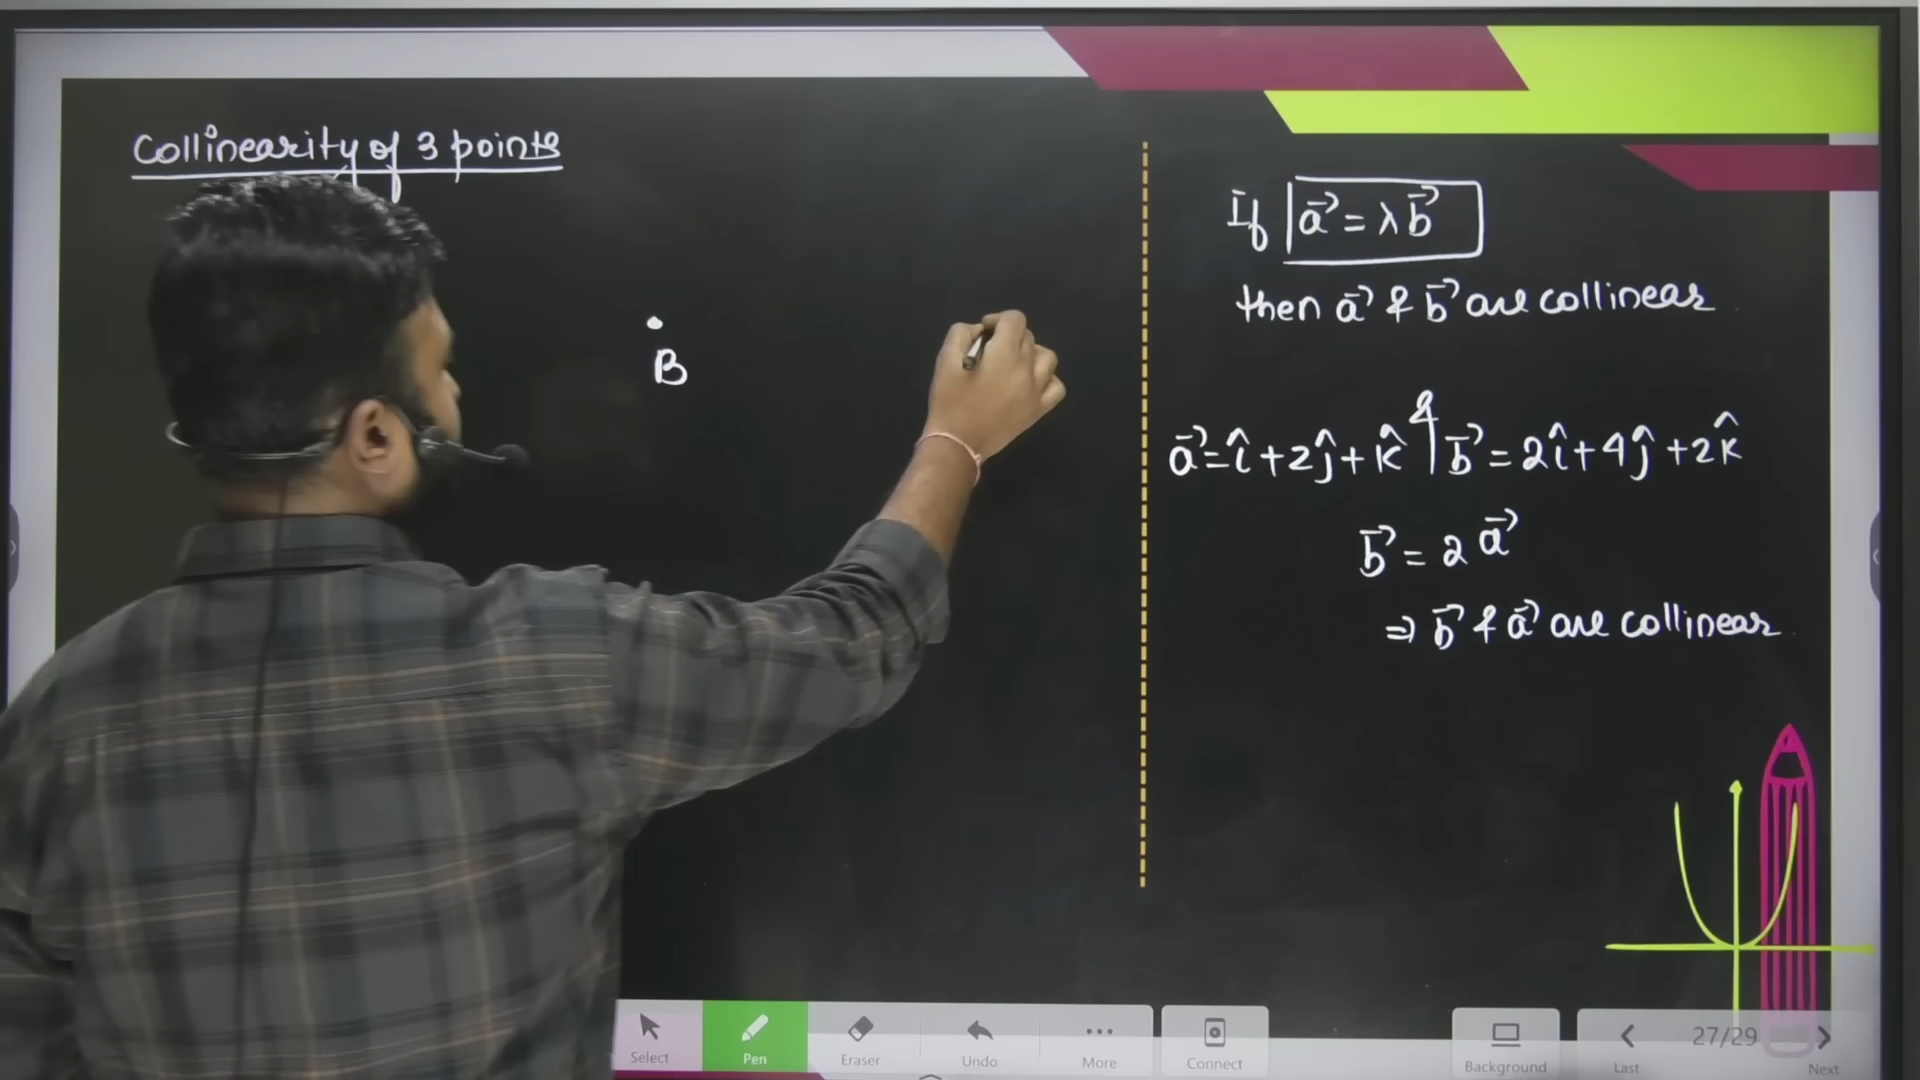 Collinearity of 3 points
B
If a⃗ = λb⃗
then a⃗ & b⃗ are collinear
a⃗ = î + 2ĵ + k̂ & b⃗ = 2î + 4ĵ + 2k̂
b⃗ = 2a⃗
⇒ b⃗ & a⃗ are collinear
Select Pen Eraser Undo More Connect Background Last 27/29 Next